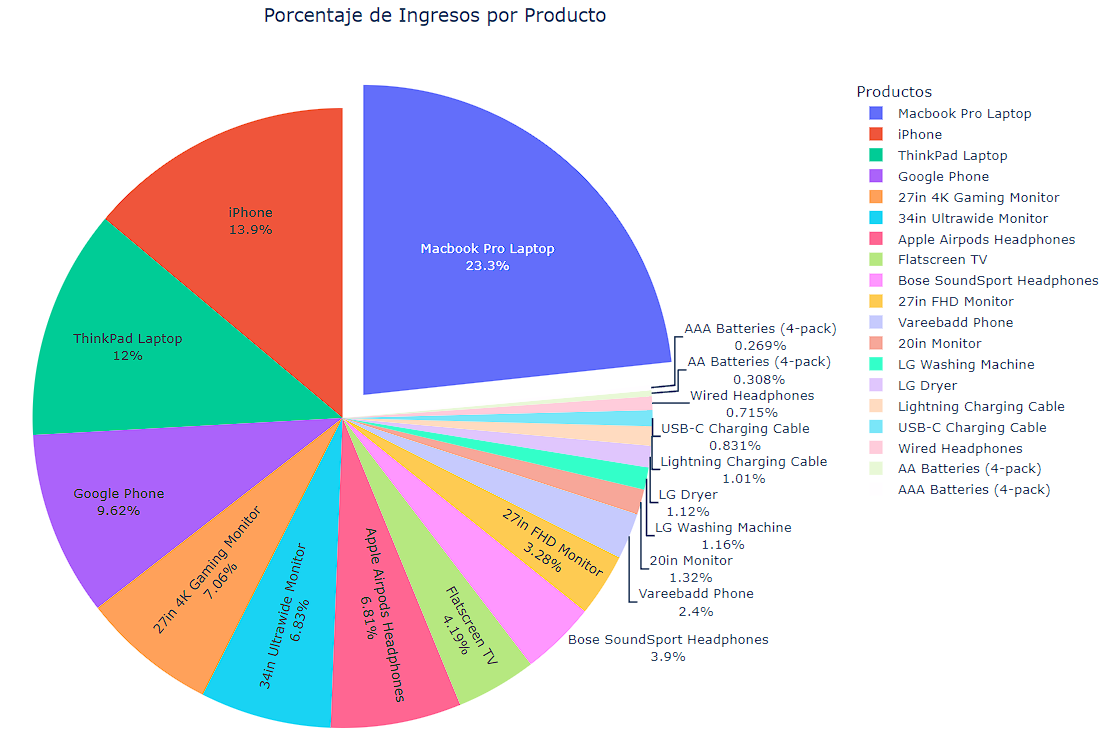 Porcentaje de Ingresos por Producto
Macbook Pro Laptop
23.3%
iPhone
13.9%
ThinkPad Laptop
12%
Google Phone
9.62%
27in 4K Gaming Monitor
7.06%
34in Ultrawide Monitor
6.83%
Apple Airpods Headphones
6.81%
Flatscreen TV
4.19%
Bose SoundSport Headphones
3.9%
27in FHD Monitor
3.28%
Vareebadd Phone
2.4%
20in Monitor
1.32%
LG Washing Machine
1.16%
LG Dryer
1.12%
Lightning Charging Cable
1.01%
USB-C Charging Cable
0.831%
Wired Headphones
0.715%
AA Batteries (4-pack)
0.308%
AAA Batteries (4-pack)
0.269%
Productos
Macbook Pro Laptop
iPhone
ThinkPad Laptop
Google Phone
27in 4K Gaming Monitor
34in Ultrawide Monitor
Apple Airpods Headphones
Flatscreen TV
Bose SoundSport Headphones
27in FHD Monitor
Vareebadd Phone
20in Monitor
LG Washing Machine
LG Dryer
Lightning Charging Cable
USB-C Charging Cable
Wired Headphones
AA Batteries (4-pack)
AAA Batteries (4-pack)